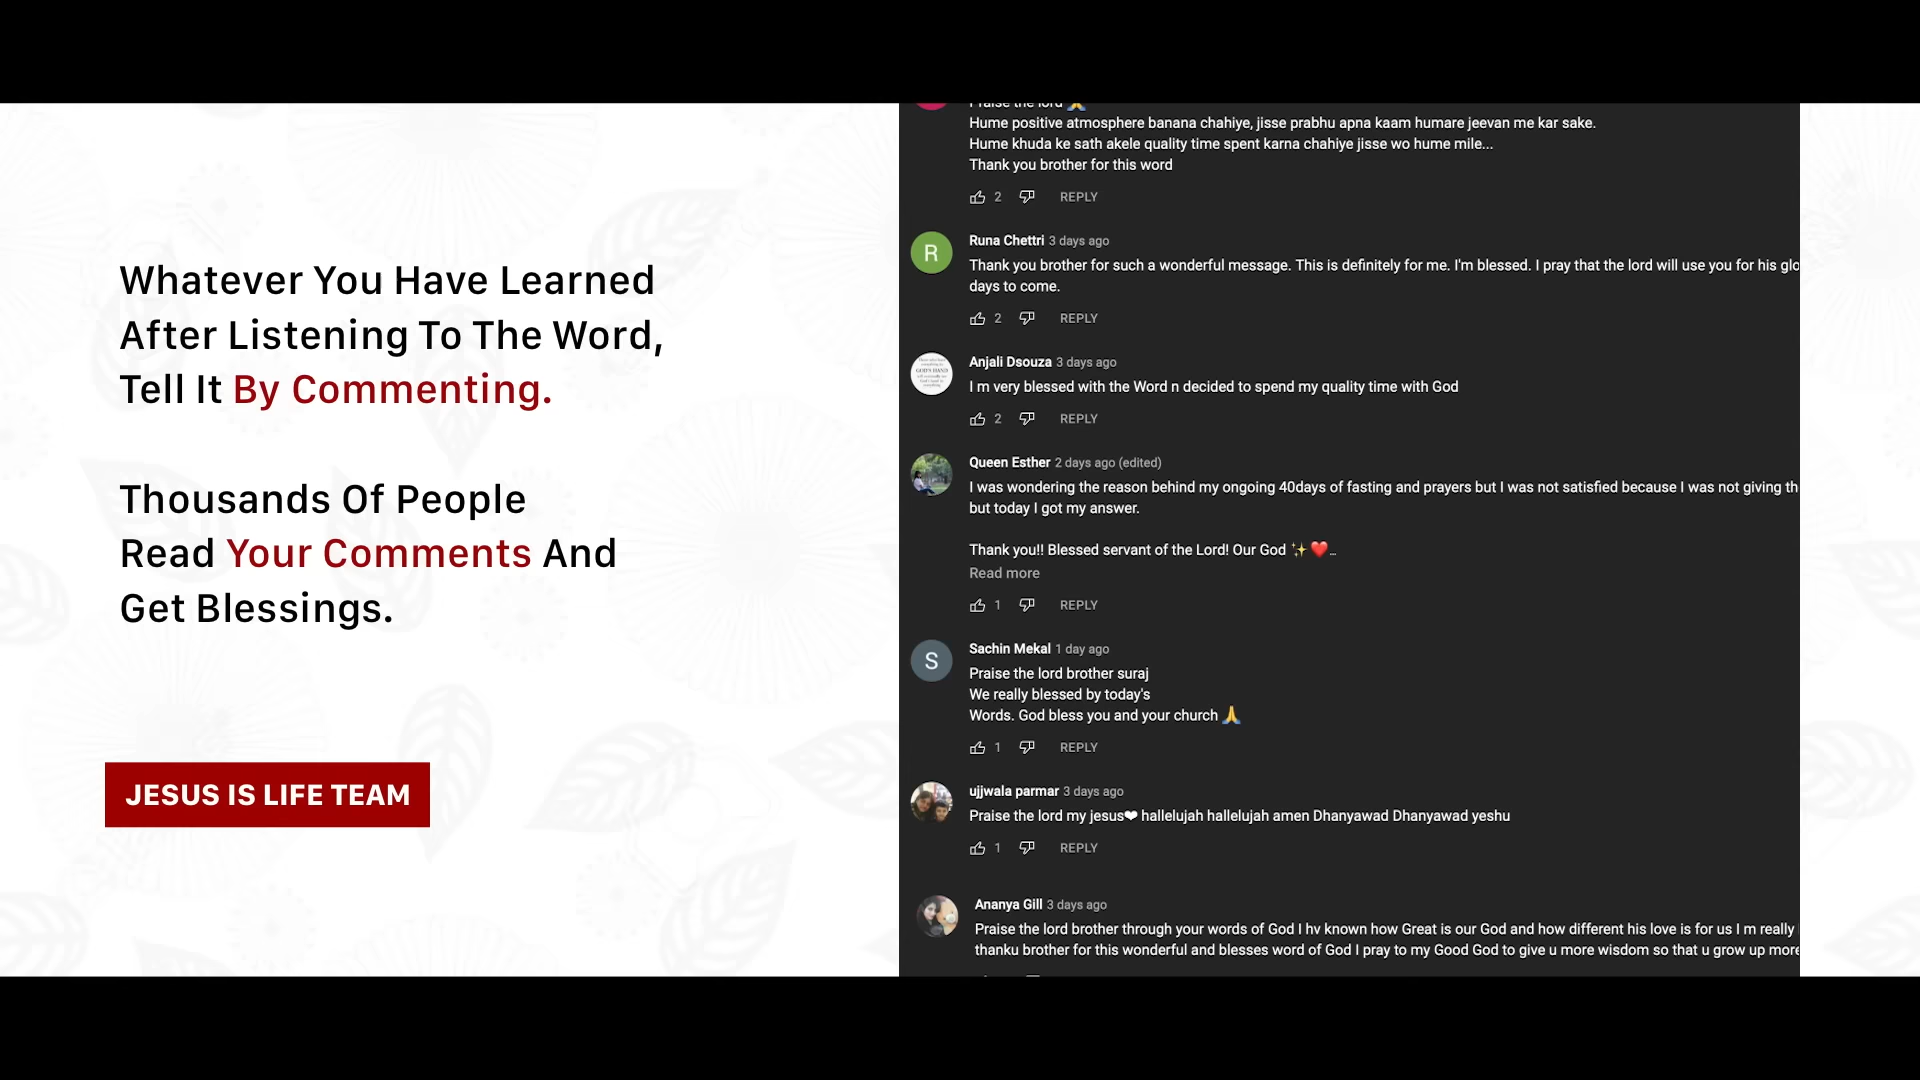 Whatever You Have Learned
After Listening To The Word,
Tell It By Commenting.
Thousands Of People
Read Your Comments And
Get Blessings.
JESUS IS LIFE TEAM
Praise the lord 🙏
Hume positive atmosphere banana chahiye, jisse prabhu apna kaam humare jeevan me kar sake.
Hume khuda ke sath akele quality time spent karna chahiye jisse wo hume mile...
Thank you brother for this word
2 REPLY
R
Runa Chettri 3 days ago
Thank you brother for such a wonderful message. This is definitely for me. I'm blessed. I pray that the lord will use you for his glo
days to come.
2 REPLY
Anjali Dsouza 3 days ago
I m very blessed with the Word n decided to spend my quality time with God
2 REPLY
Queen Esther 2 days ago (edited)
I was wondering the reason behind my ongoing 40days of fasting and prayers but I was not satisfied because I was not giving th
but today I got my answer.
Thank you!! Blessed servant of the Lord! Our God ✨❤️...
Read more
1 REPLY
S
Sachin Mekal 1 day ago
Praise the lord brother suraj
We really blessed by today's
Words. God bless you and your church 🙏
1 REPLY
ujjwala parmar 3 days ago
Praise the lord my jesus❤ hallelujah hallelujah amen Dhanyawad Dhanyawad yeshu
1 REPLY
Ananya Gill 3 days ago
Praise the lord brother through your words of God I hv known how Great is our God and how different his love is for us I m really
thanku brother for this wonderful and blesses word of God I pray to my Good God to give u more wisdom so that u grow up more